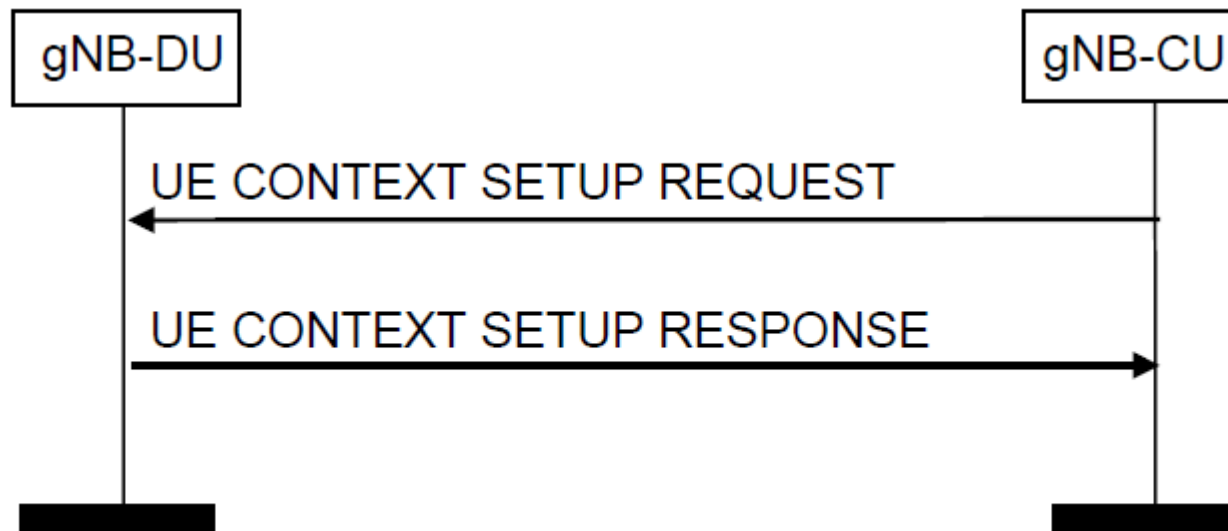 gNB-DU
gNB-CU
UE CONTEXT SETUP REQUEST
UE CONTEXT SETUP RESPONSE